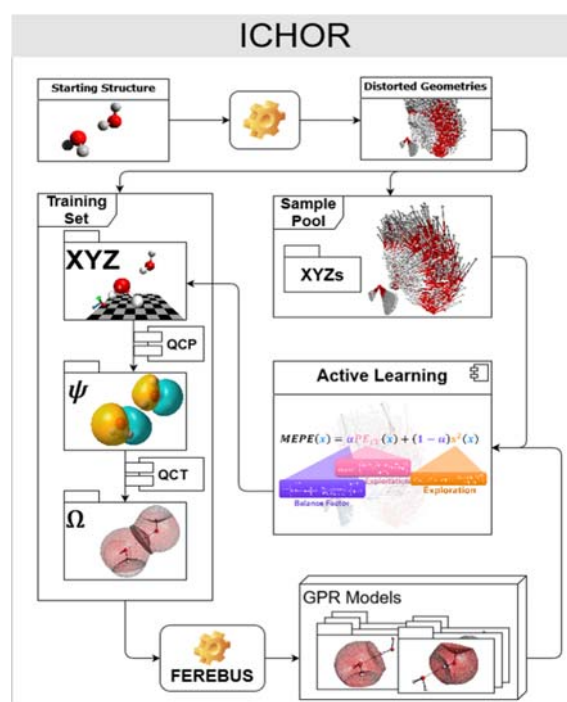 ICHOR
Starting Structure
Distorted Geometries
Training
Set
XYZ
QCP
ψ
QCT
Ω
Sample
Pool
XYZs
Active Learning
MEPE(x) = αPE_CV(x) + (1 − α)s²(x)
Exploitation
Balance Factor
Exploration
FEREBUS
GPR Models